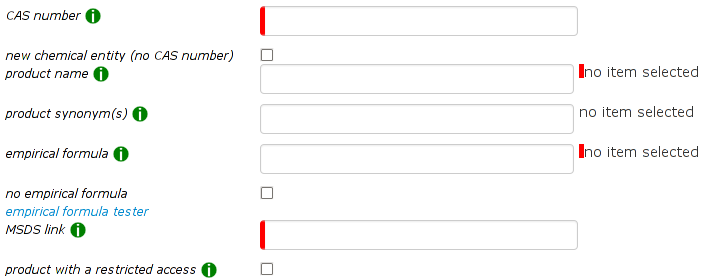 CAS number
new chemical entity (no CAS number)
product name
no item selected
product synonym(s)
no item selected
empirical formula
no item selected
no empirical formula
empirical formula tester
MSDS link
product with a restricted access